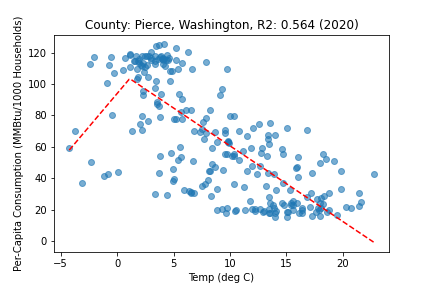 County: Pierce, Washington, R2: 0.564 (2020)
Per-Capita Consumption (MMBtu/1000 Households)
120
100
80
60
40
20
0
−5 0 5 10 15 20
Temp (deg C)